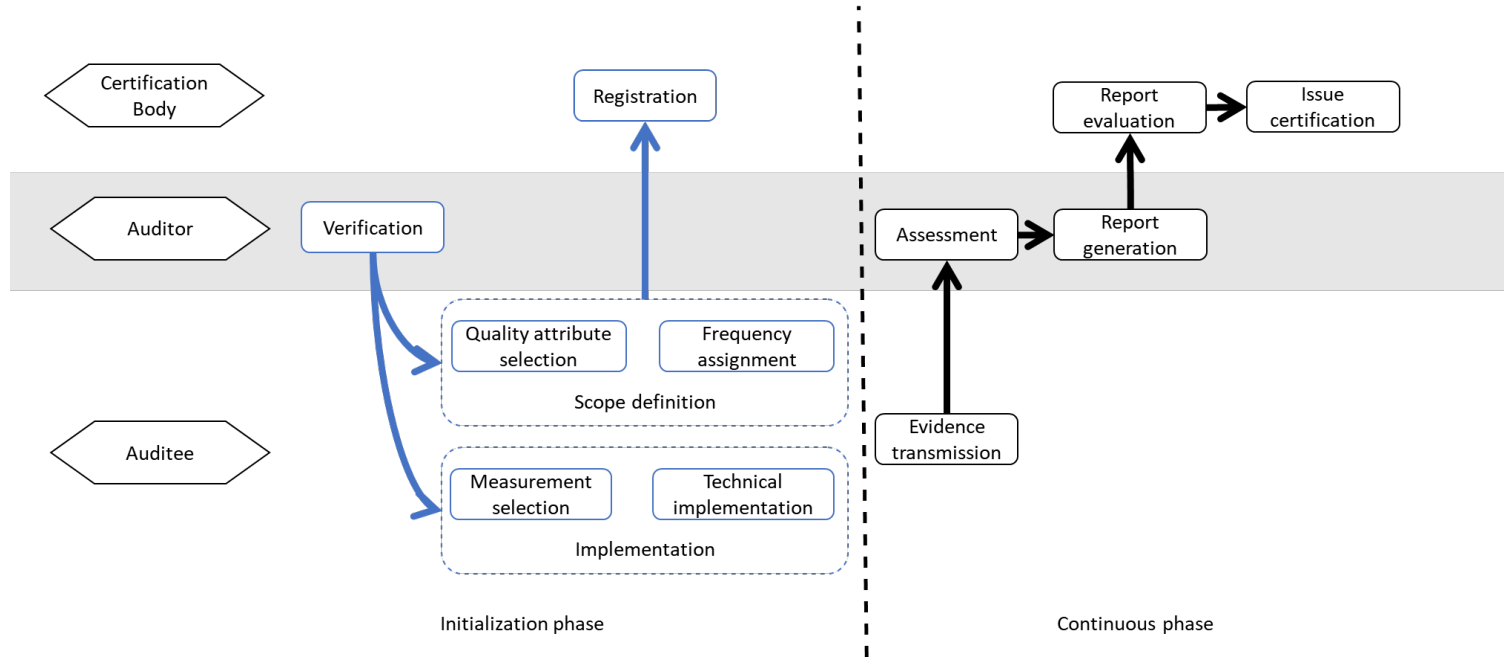 Certification
Body
Registration
Report
evaluation
Issue
certification
Auditor
Verification
Assessment
Report
generation
Quality attribute
selection
Frequency
assignment
Scope definition
Auditee
Evidence
transmission
Measurement
selection
Technical
implementation
Implementation
Initialization phase
Continuous phase